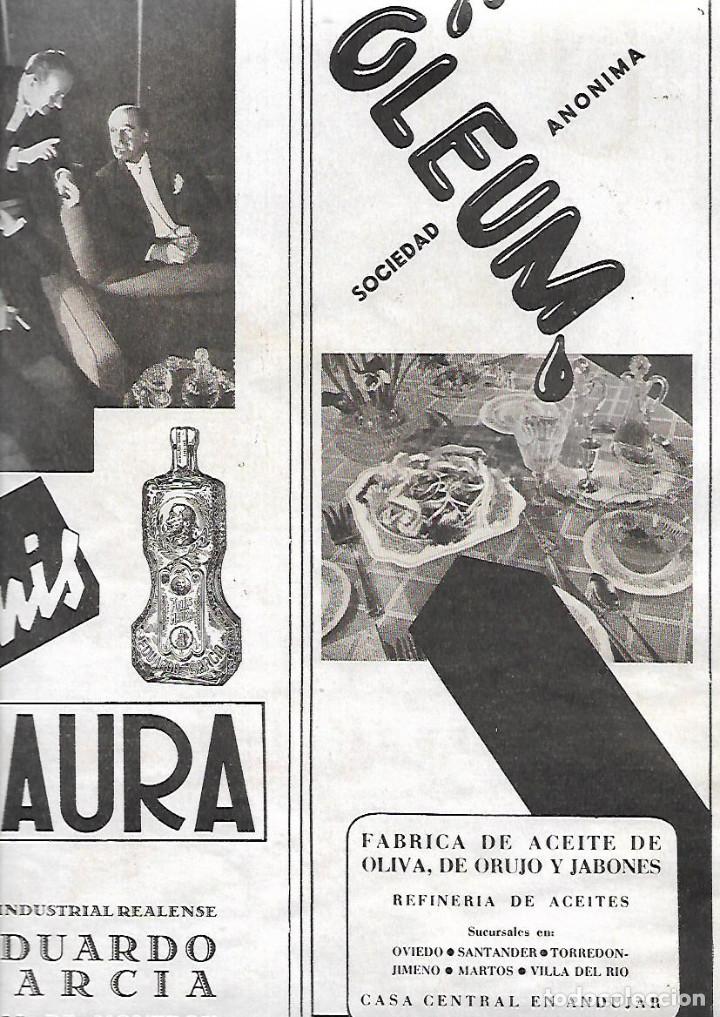 nis
AURA
INDUSTRIAL REALENSE
DUARDO
ARCIA
OLEUM
SOCIEDAD
ANONIMA
FABRICA DE ACEITE DE
OLIVA, DE ORUJO Y JABONES
REFINERIA DE ACEITES
Sucursales en:
OVIEDO ● SANTANDER ● TORREDON-
JIMENO ● MARTOS ● VILLA DEL RIO
CASA CENTRAL EN ANDUJAR
todocoleccion